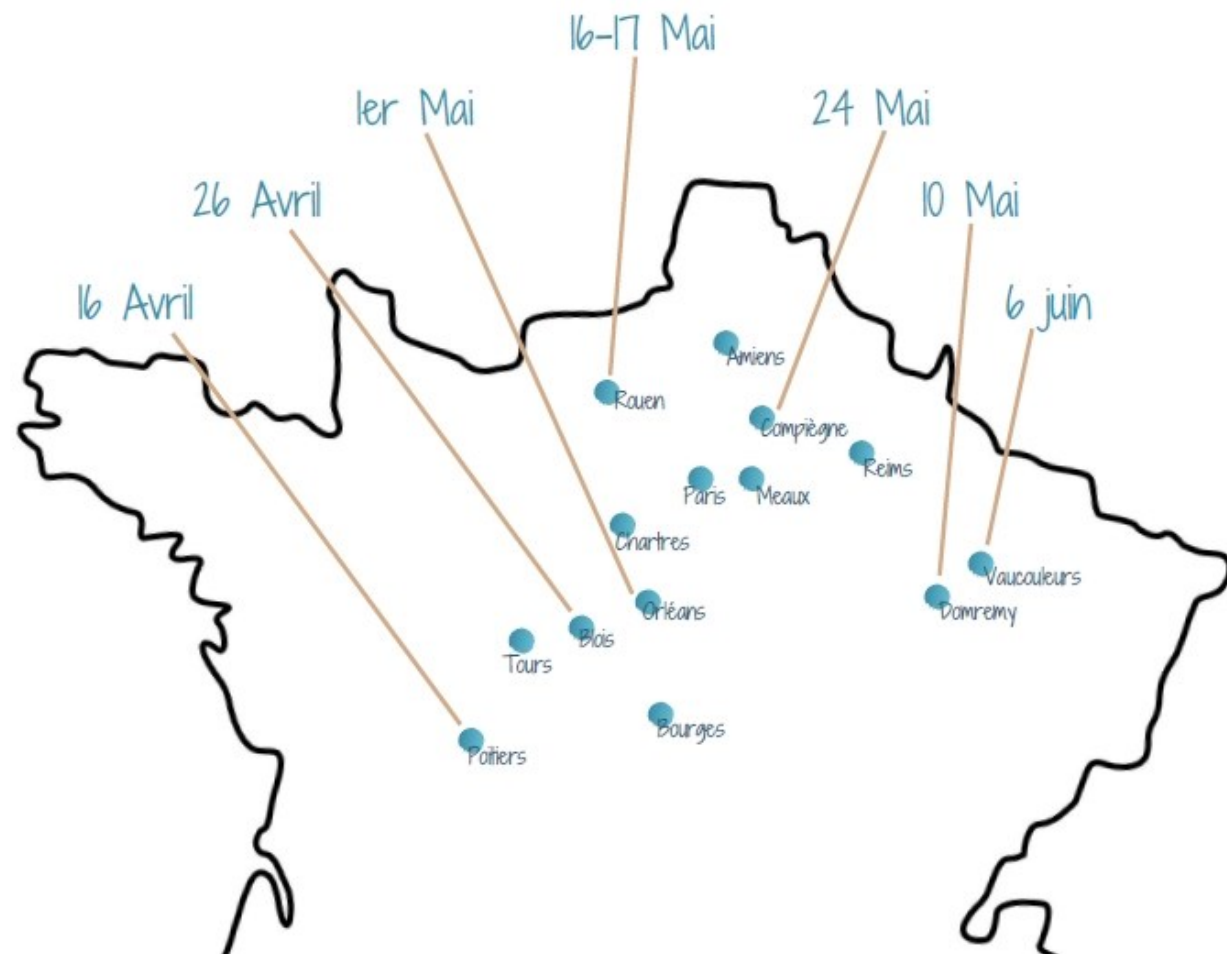 16-17 Mai
1er Mai
24 Mai
26 Avril
10 Mai
16 Avril
6 juin
Amiens
Rouen
Compiègne
Reims
Paris
Meaux
Chartres
Vaucouleurs
Orléans
Domremy
Blois
Tours
Bourges
Poitiers